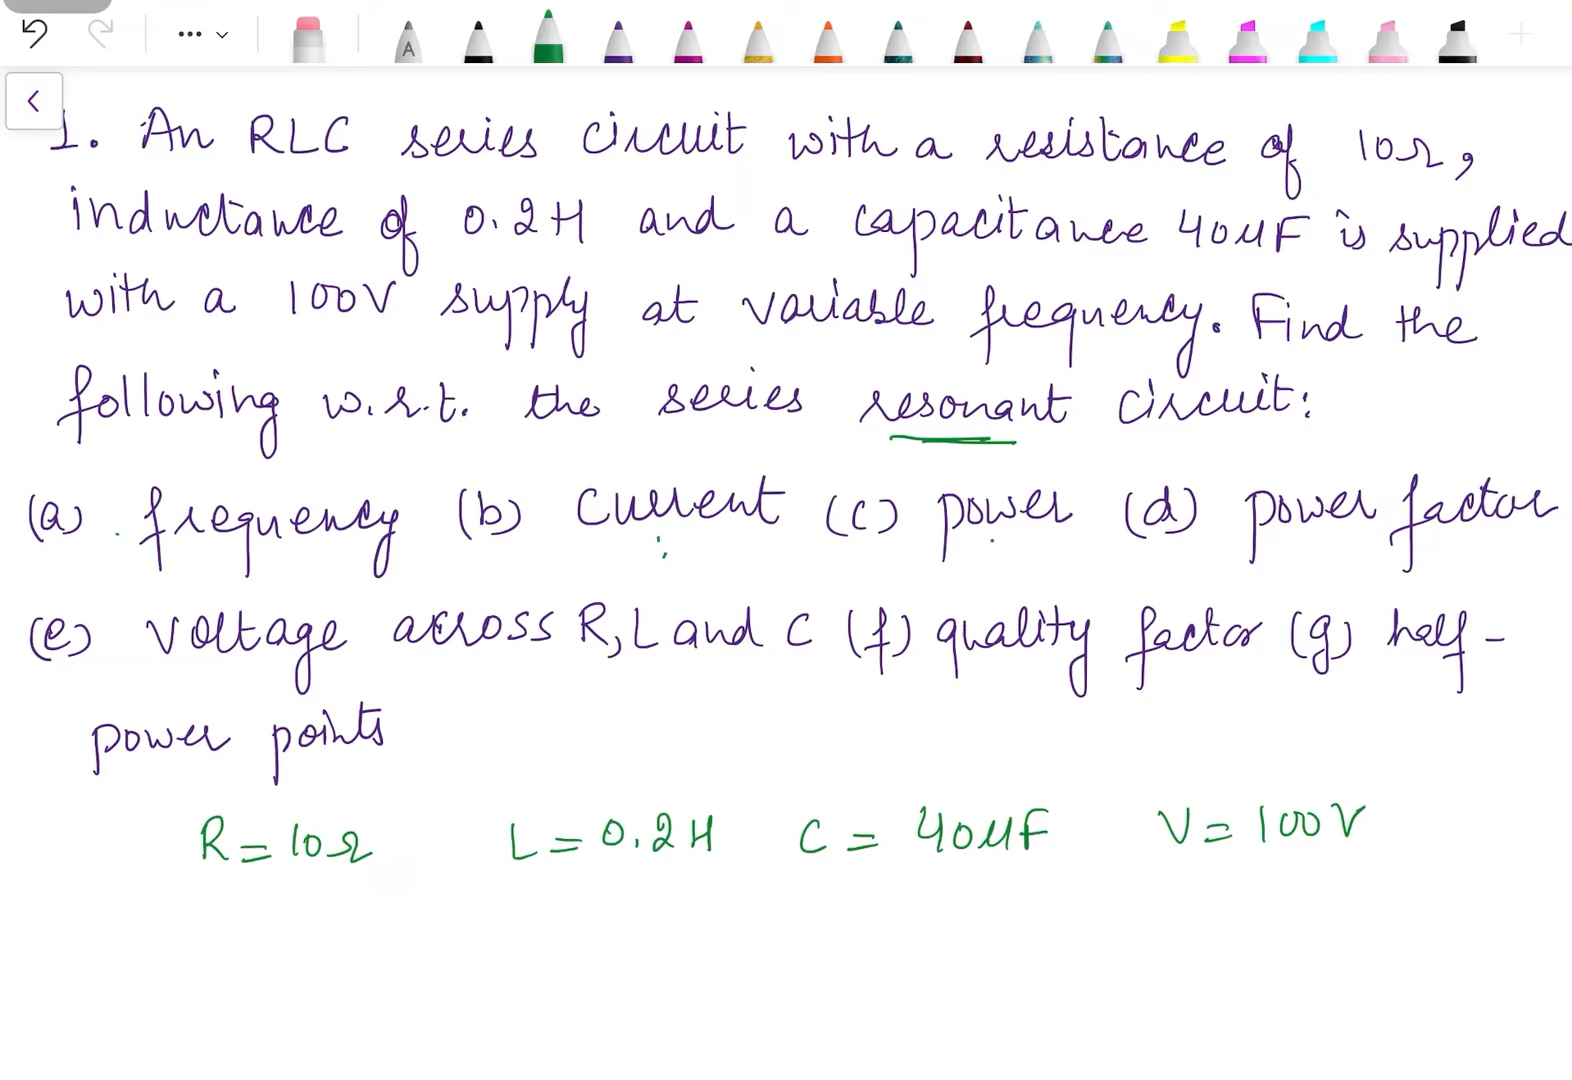 A
1. An RLC series circuit with a resistance of 10Ω,
inductance of 0.2H and a capacitance 40μF is supplied
with a 100V supply at variable frequency. Find the
following w.r.t. the series resonant circuit:
(a) frequency (b) current (c) power (d) power factor
(e) voltage across R, L and C (f) quality factor (g) half-
power points
R = 10Ω L = 0.2H C = 40μF V = 100V